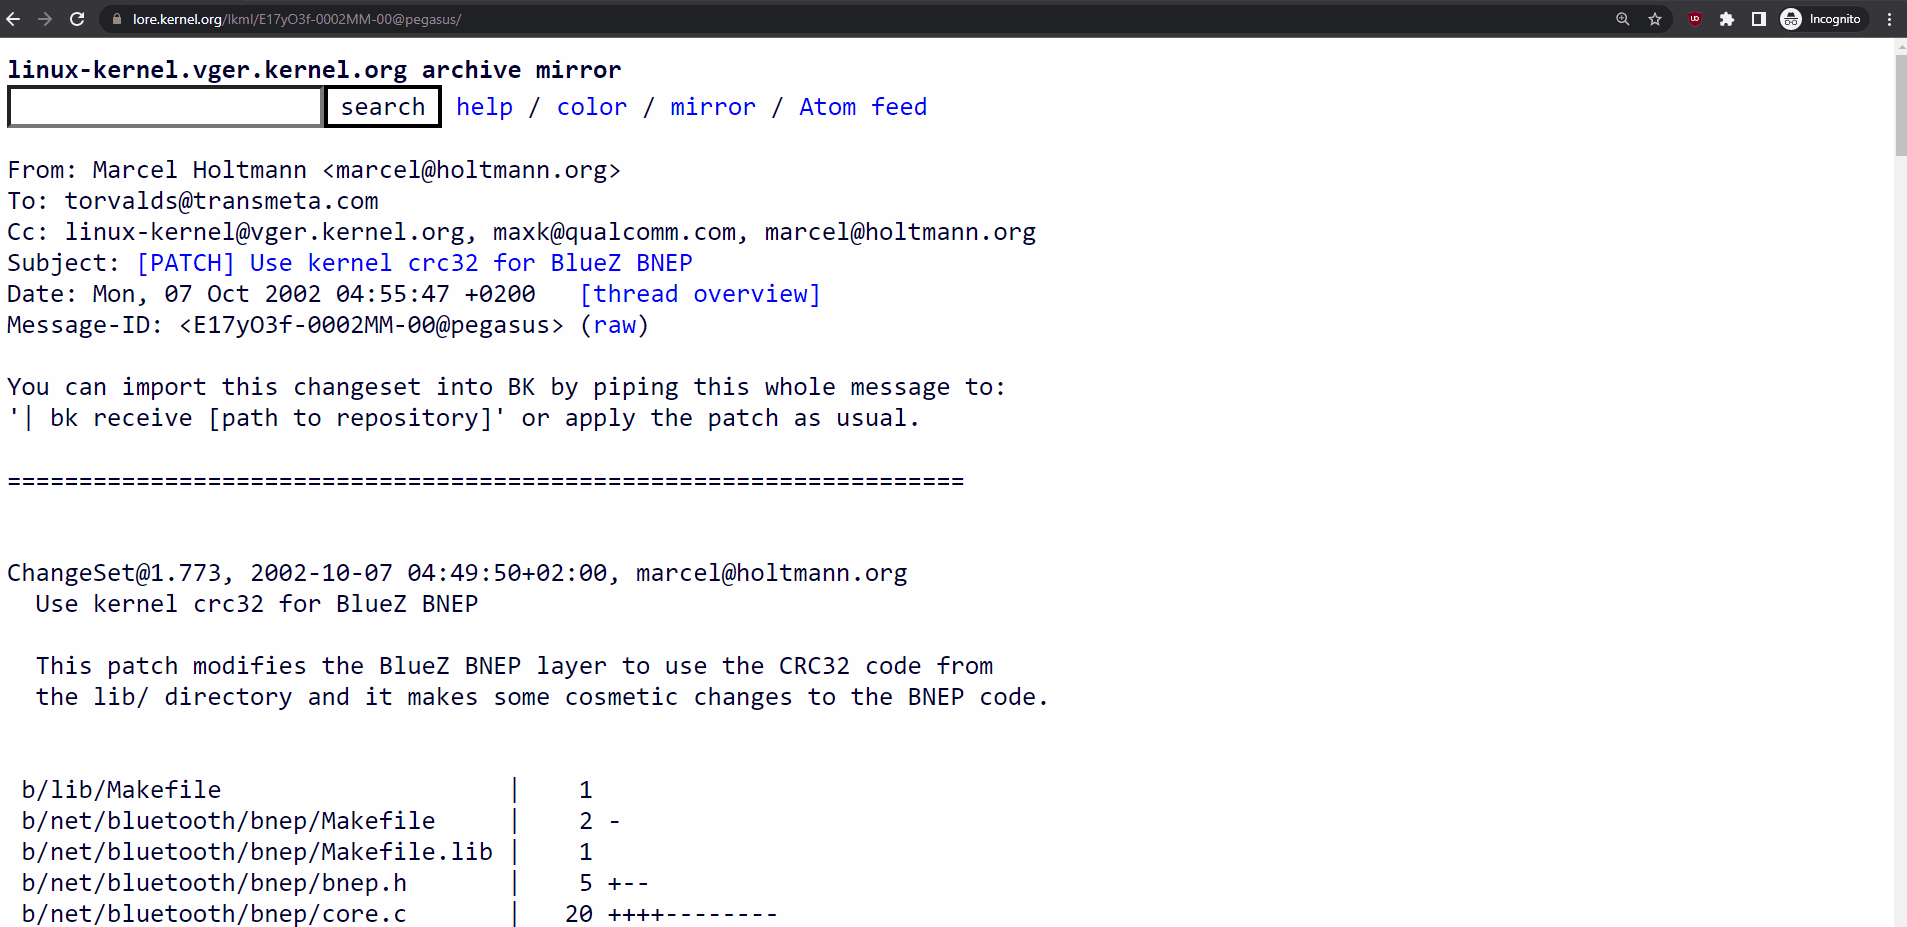 lore.kernel.org/lkml/E17yO3f-0002MM-00@pegasus/
Incognito
linux-kernel.vger.kernel.org archive mirror
search help / color / mirror / Atom feed
From: Marcel Holtmann <marcel@holtmann.org>
To: torvalds@transmeta.com
Cc: linux-kernel@vger.kernel.org, maxk@qualcomm.com, marcel@holtmann.org
Subject: [PATCH] Use kernel crc32 for BlueZ BNEP
Date: Mon, 07 Oct 2002 04:55:47 +0200   [thread overview]
Message-ID: <E17yO3f-0002MM-00@pegasus> (raw)
You can import this changeset into BK by piping this whole message to:
'| bk receive [path to repository]' or apply the patch as usual.
===================================================================
ChangeSet@1.773, 2002-10-07 04:49:50+02:00, marcel@holtmann.org
  Use kernel crc32 for BlueZ BNEP
  This patch modifies the BlueZ BNEP layer to use the CRC32 code from
  the lib/ directory and it makes some cosmetic changes to the BNEP code.
 b/lib/Makefile                    |    1
 b/net/bluetooth/bnep/Makefile     |    2 -
 b/net/bluetooth/bnep/Makefile.lib |    1
 b/net/bluetooth/bnep/bnep.h       |    5 +--
 b/net/bluetooth/bnep/core.c       |   20 ++++--------